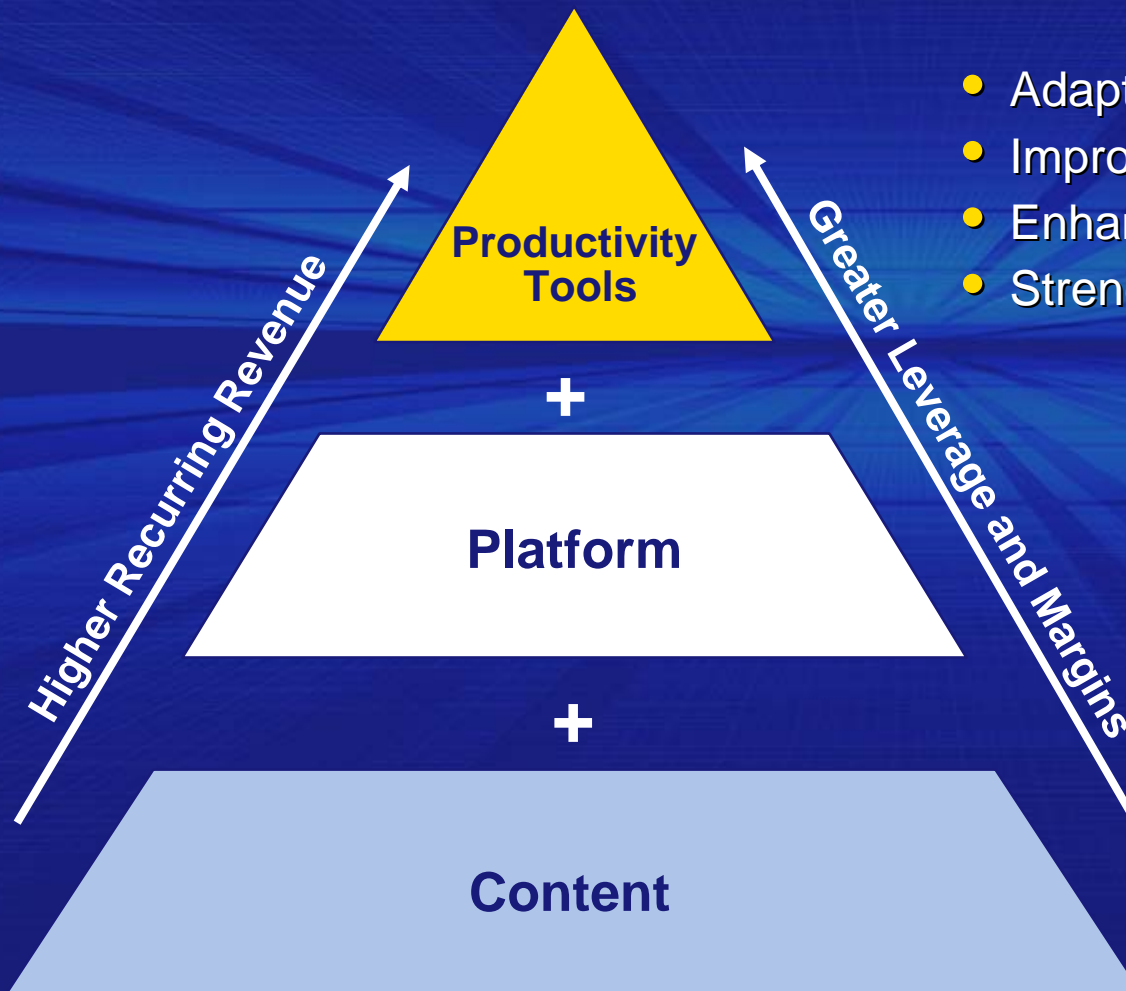 Productivity
Tools
+
Platform
+
Content
Higher Recurring Revenue
Greater Leverage and Margins